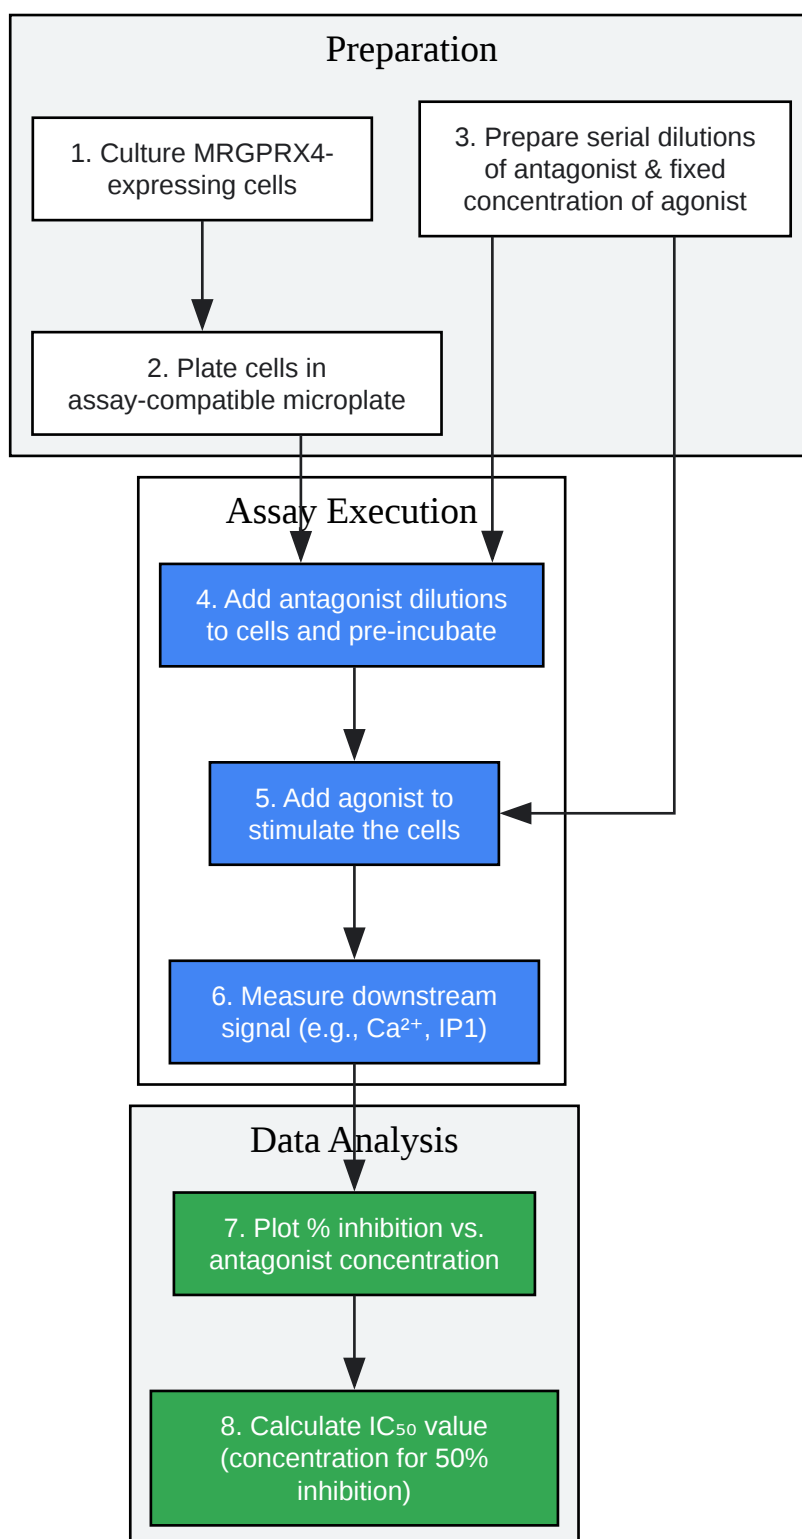 Preparation
1. Culture MRGPRX4-
expressing cells
3. Prepare serial dilutions
of antagonist & fixed
concentration of agonist
2. Plate cells in
assay-compatible microplate
Assay Execution
4. Add antagonist dilutions
to cells and pre-incubate
5. Add agonist to
stimulate the cells
6. Measure downstream
signal (e.g., Ca²⁺, IP1)
Data Analysis
7. Plot % inhibition vs.
antagonist concentration
8. Calculate IC₅₀ value
(concentration for 50%
inhibition)